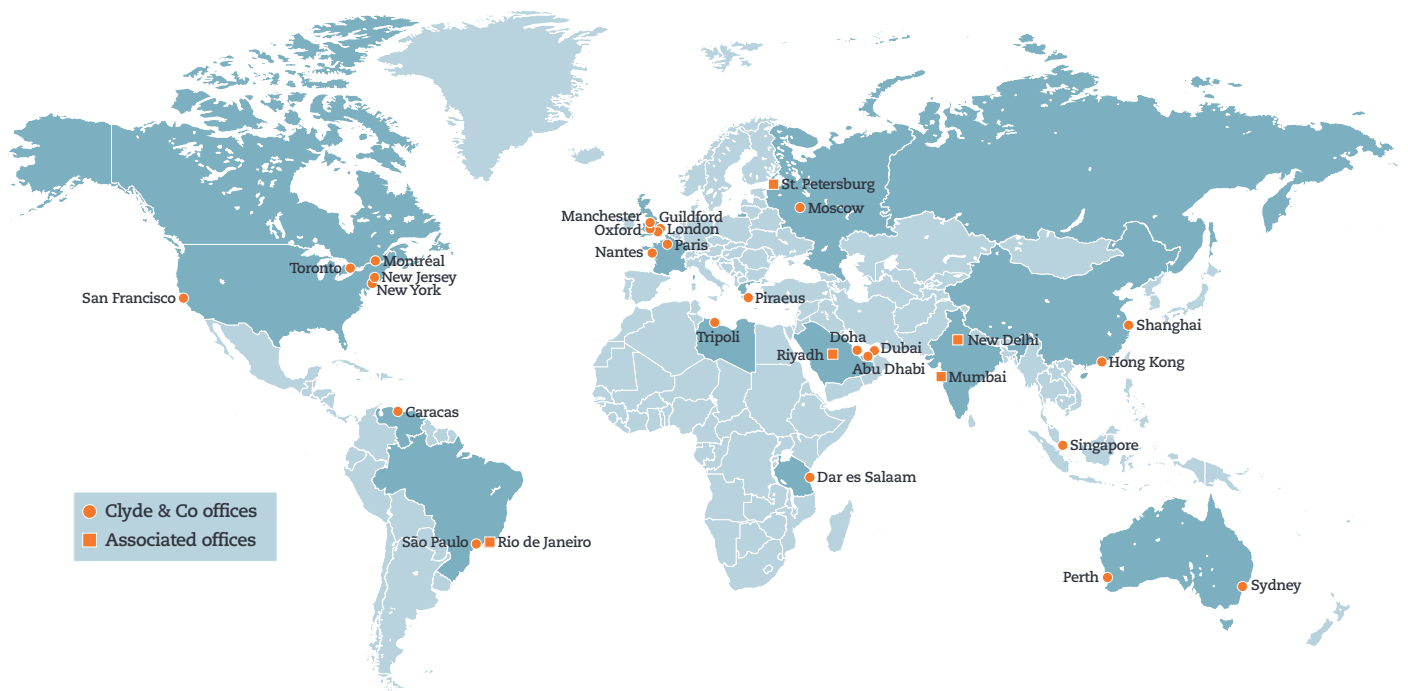 St. Petersburg
Moscow
Manchester
Guildford
Oxford
London
Paris
Nantes
Montréal
Toronto
New Jersey
New York
San Francisco
Piraeus
Tripoli
Doha
Dubai
Riyadh
Abu Dhabi
New Delhi
Mumbai
Shanghai
Hong Kong
Caracas
Singapore
Dar es Salaam
Clyde & Co offices
Associated offices
São Paulo
Rio de Janeiro
Perth
Sydney